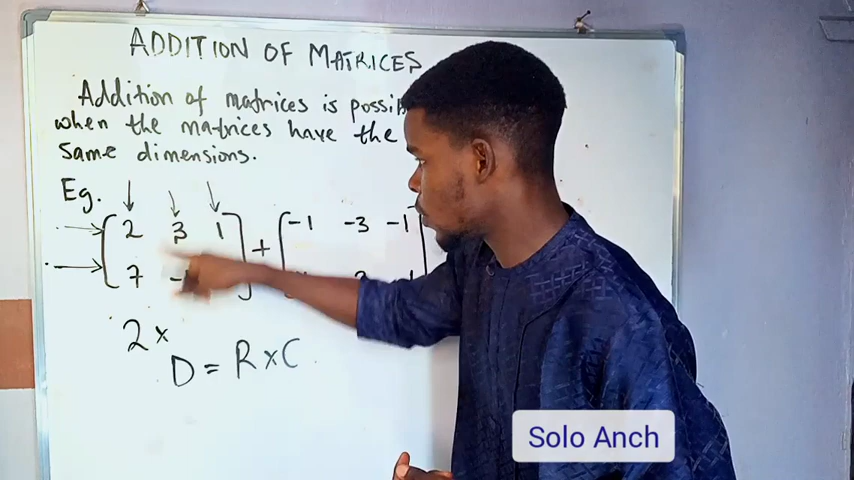 ADDITION OF MATRICES
Addition of matrices is
when the matrices have the
same dimensions.
Eg.
2 3 1 + -1 -3 -1
7
2 ×
D = R × C
Solo Anch